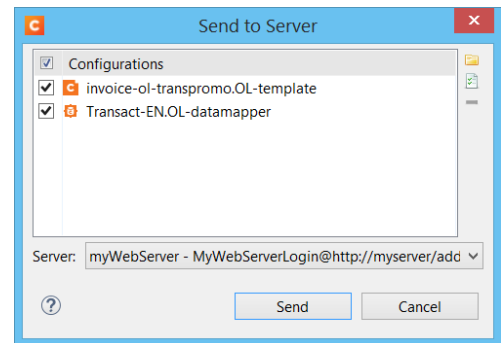 Send to Server
Configurations
invoice-ol-transpromo.OL-template
Transact-EN.OL-datamapper
Server: myWebServer - MyWebServerLogin@http://myserver/add
Send Cancel